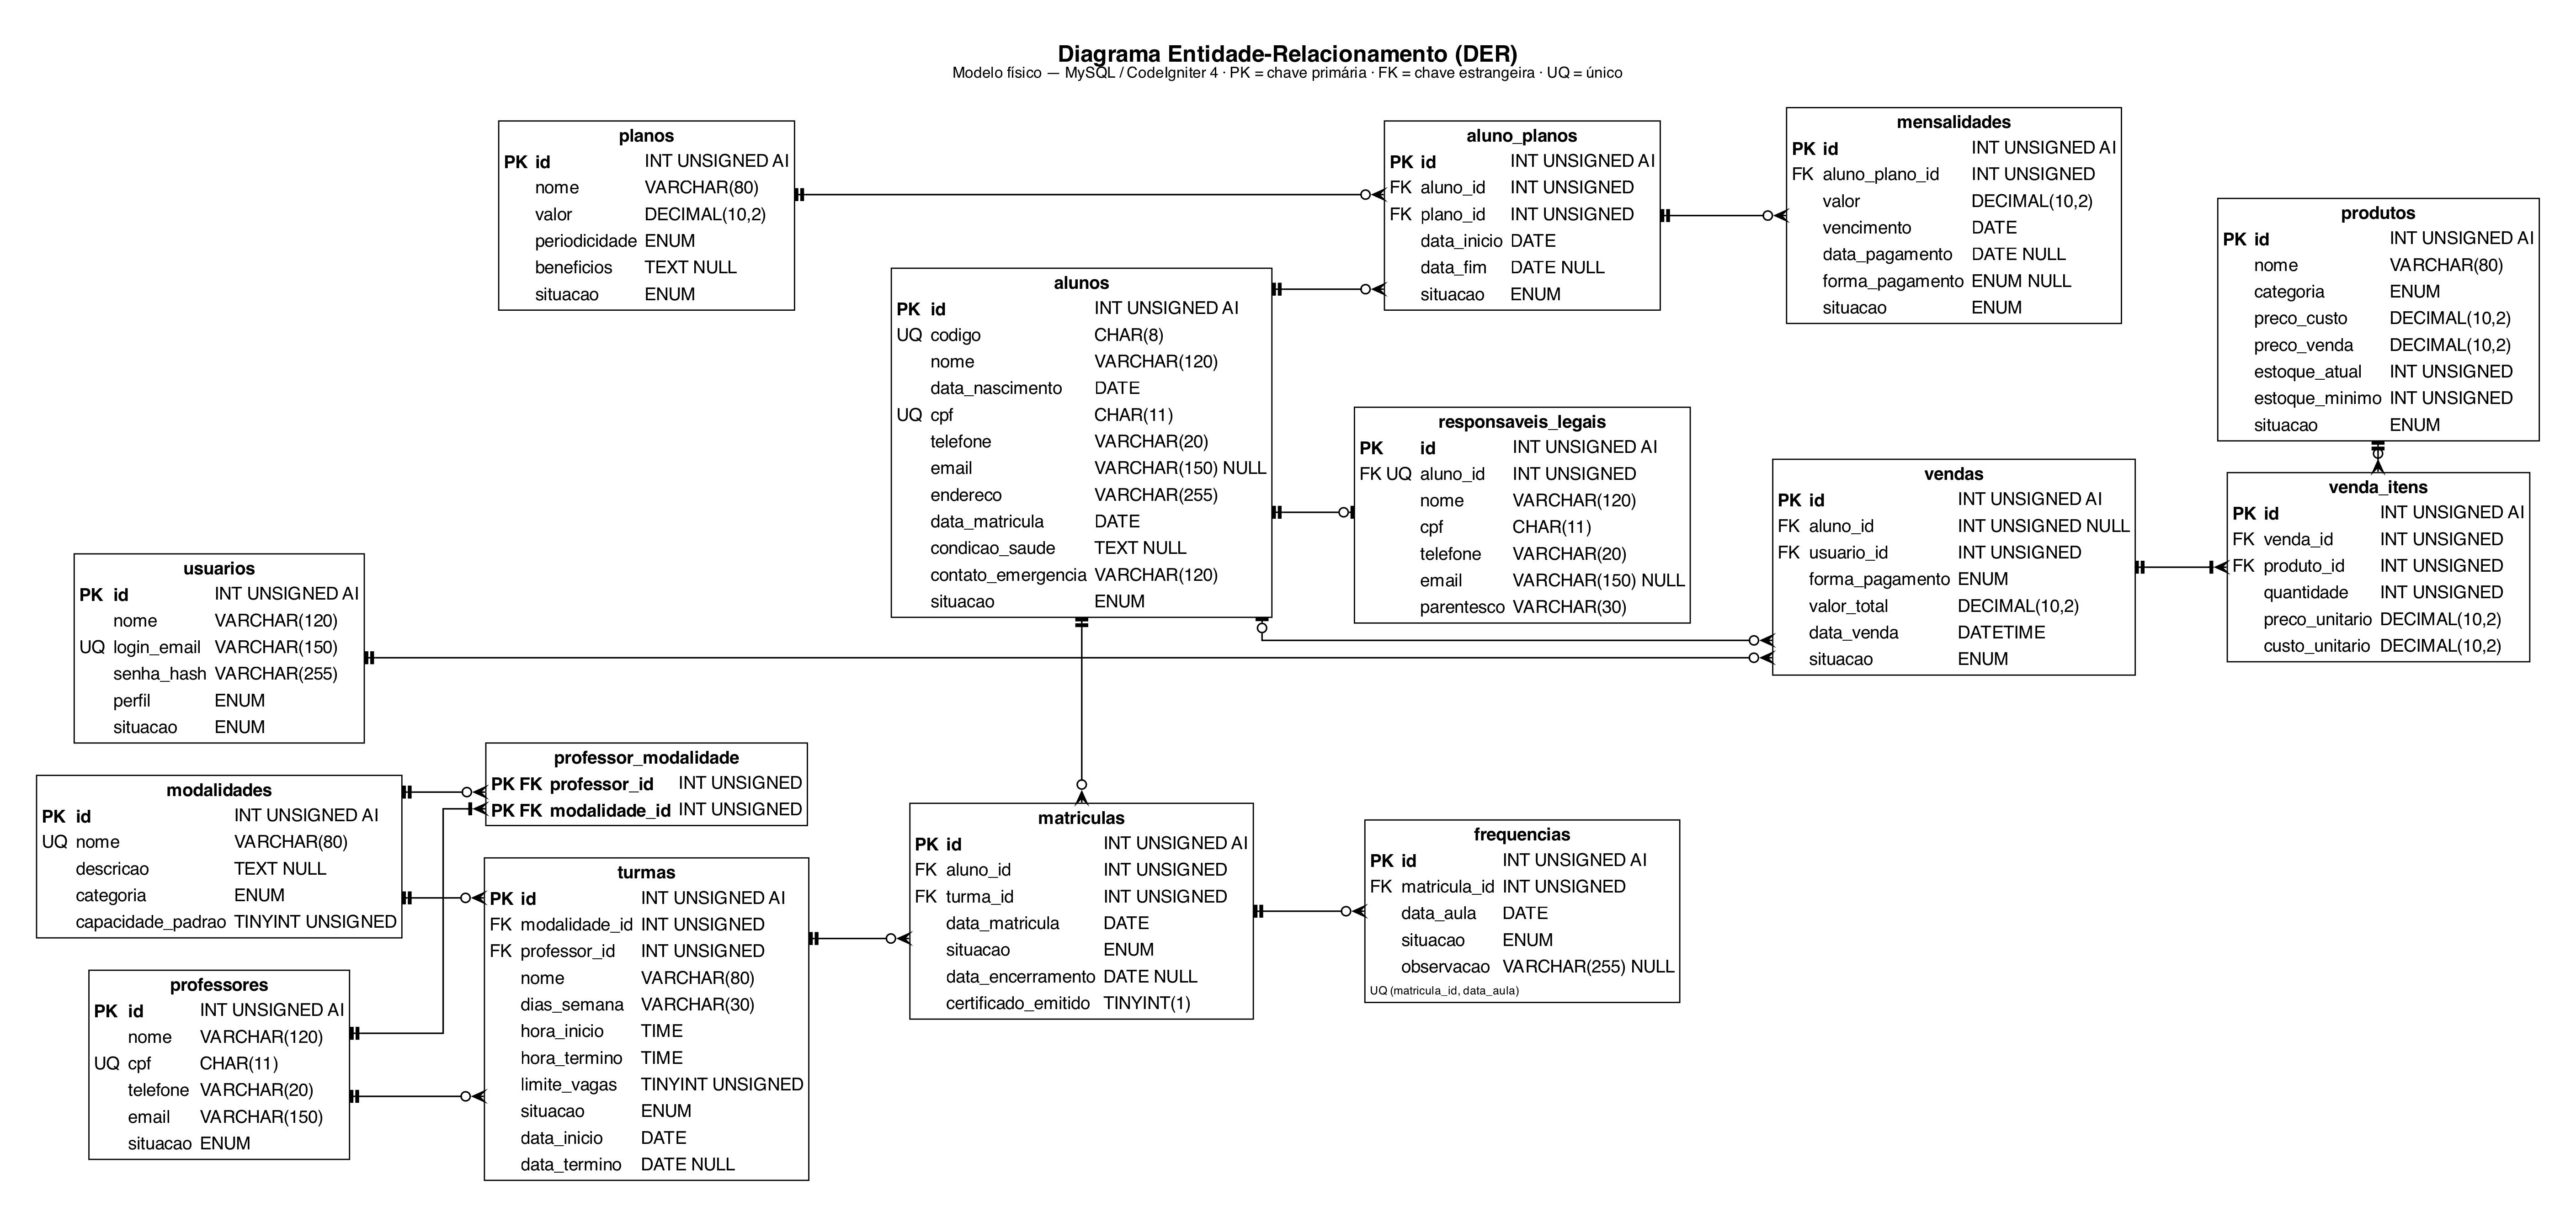 Diagrama Entidade-Relacionamento (DER)
Modelo físico — MySQL / CodeIgniter 4 · PK = chave primária · FK = chave estrangeira · UQ = único
planos
PK id INT UNSIGNED AI
nome VARCHAR(80)
valor DECIMAL(10,2)
periodicidade ENUM
beneficios TEXT NULL
situacao ENUM
aluno_planos
PK id INT UNSIGNED AI
FK aluno_id INT UNSIGNED
FK plano_id INT UNSIGNED
data_inicio DATE
data_fim DATE NULL
situacao ENUM
mensalidades
PK id INT UNSIGNED AI
FK aluno_plano_id INT UNSIGNED
valor DECIMAL(10,2)
vencimento DATE
data_pagamento DATE NULL
forma_pagamento ENUM NULL
situacao ENUM
produtos
PK id INT UNSIGNED AI
nome VARCHAR(80)
categoria ENUM
preco_custo DECIMAL(10,2)
preco_venda DECIMAL(10,2)
estoque_atual INT UNSIGNED
estoque_minimo INT UNSIGNED
situacao ENUM
alunos
PK id INT UNSIGNED AI
UQ codigo CHAR(8)
nome VARCHAR(120)
data_nascimento DATE
UQ cpf CHAR(11)
telefone VARCHAR(20)
email VARCHAR(150) NULL
endereco VARCHAR(255)
data_matricula DATE
condicao_saude TEXT NULL
contato_emergencia VARCHAR(120)
situacao ENUM
responsaveis_legais
PK id INT UNSIGNED AI
FK UQ aluno_id INT UNSIGNED
nome VARCHAR(120)
cpf CHAR(11)
telefone VARCHAR(20)
email VARCHAR(150) NULL
parentesco VARCHAR(30)
vendas
PK id INT UNSIGNED AI
FK aluno_id INT UNSIGNED NULL
FK usuario_id INT UNSIGNED
forma_pagamento ENUM
valor_total DECIMAL(10,2)
data_venda DATETIME
situacao ENUM
venda_itens
PK id INT UNSIGNED AI
FK venda_id INT UNSIGNED
FK produto_id INT UNSIGNED
quantidade INT UNSIGNED
preco_unitario DECIMAL(10,2)
custo_unitario DECIMAL(10,2)
usuarios
PK id INT UNSIGNED AI
nome VARCHAR(120)
UQ login_email VARCHAR(150)
senha_hash VARCHAR(255)
perfil ENUM
situacao ENUM
professor_modalidade
PK FK professor_id INT UNSIGNED
PK FK modalidade_id INT UNSIGNED
modalidades
PK id INT UNSIGNED AI
UQ nome VARCHAR(80)
descricao TEXT NULL
categoria ENUM
capacidade_padrao TINYINT UNSIGNED
turmas
PK id INT UNSIGNED AI
FK modalidade_id INT UNSIGNED
FK professor_id INT UNSIGNED
nome VARCHAR(80)
dias_semana VARCHAR(30)
hora_inicio TIME
hora_termino TIME
limite_vagas TINYINT UNSIGNED
situacao ENUM
data_inicio DATE
data_termino DATE NULL
matriculas
PK id INT UNSIGNED AI
FK aluno_id INT UNSIGNED
FK turma_id INT UNSIGNED
data_matricula DATE
situacao ENUM
data_encerramento DATE NULL
certificado_emitido TINYINT(1)
frequencias
PK id INT UNSIGNED AI
FK matricula_id INT UNSIGNED
data_aula DATE
situacao ENUM
observacao VARCHAR(255) NULL
UQ (matricula_id, data_aula)
professores
PK id INT UNSIGNED AI
nome VARCHAR(120)
UQ cpf CHAR(11)
telefone VARCHAR(20)
email VARCHAR(150)
situacao ENUM